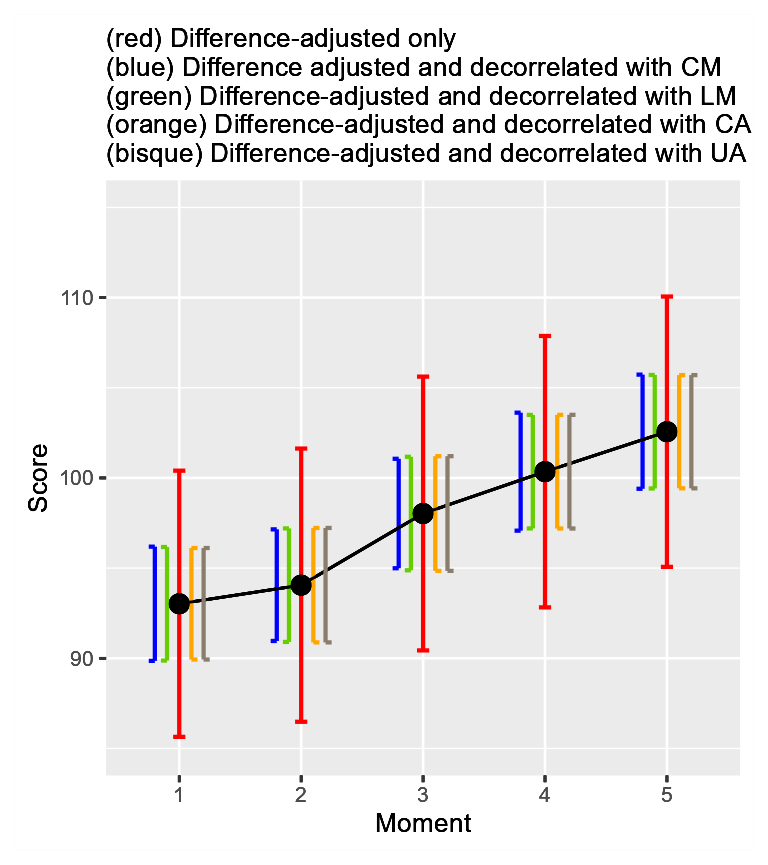 (red) Difference-adjusted only
(blue) Difference adjusted and decorrelated with CM
(green) Difference-adjusted and decorrelated with LM
(orange) Difference-adjusted and decorrelated with CA
(bisque) Difference-adjusted and decorrelated with UA
110
100
90
Score
1 2 3 4 5
Moment